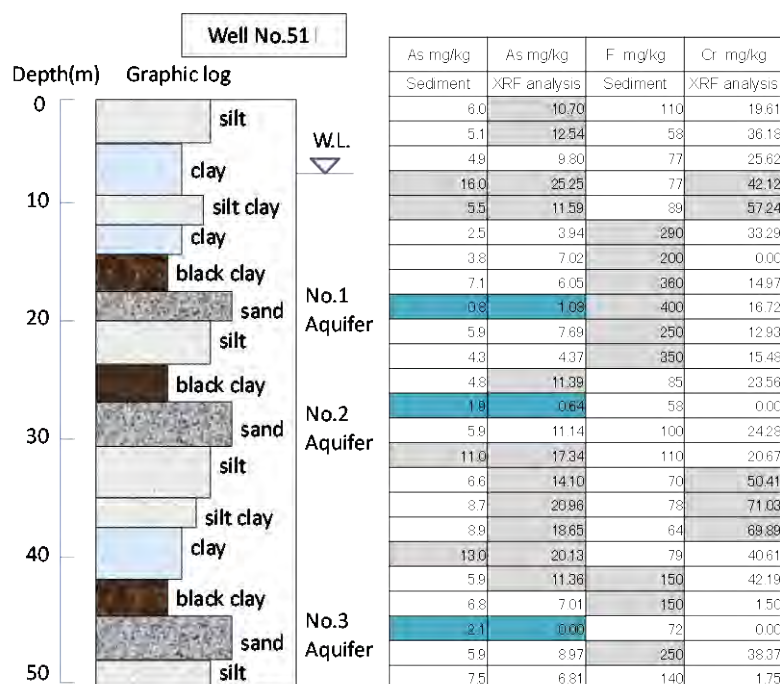 Well No.51
Depth(m) Graphic log
0
silt
W.L.
clay
10
silt clay
clay
black clay
No.1
Aquifer
sand
20
silt
black clay
No.2
Aquifer
30
sand
silt
silt clay
40
clay
black clay
No.3
Aquifer
sand
50
silt
As mg/kg As mg/kg F mg/kg Cr mg/kg
Sediment XRF analysis Sediment XRF analysis
6.0 10.70 110 19.61
5.1 12.54 58 36.18
4.9 9.80 77 25.62
16.0 25.25 77 42.12
5.5 11.59 89 57.24
2.5 3.94 290 33.29
3.8 7.02 200 0.00
7.1 6.05 360 14.97
0.8 1.08 400 16.72
5.9 7.69 250 12.93
4.3 4.37 350 15.48
4.8 11.39 85 23.56
1.9 0.64 58 0.00
5.9 11.14 100 24.28
11.0 17.34 110 20.67
6.6 14.10 70 50.41
8.7 20.96 78 71.03
8.9 18.65 64 69.89
13.0 20.13 79 40.61
5.9 11.36 150 42.19
6.8 7.01 150 1.50
2.1 0.00 72 0.00
5.9 8.97 250 38.37
7.5 6.81 140 1.75